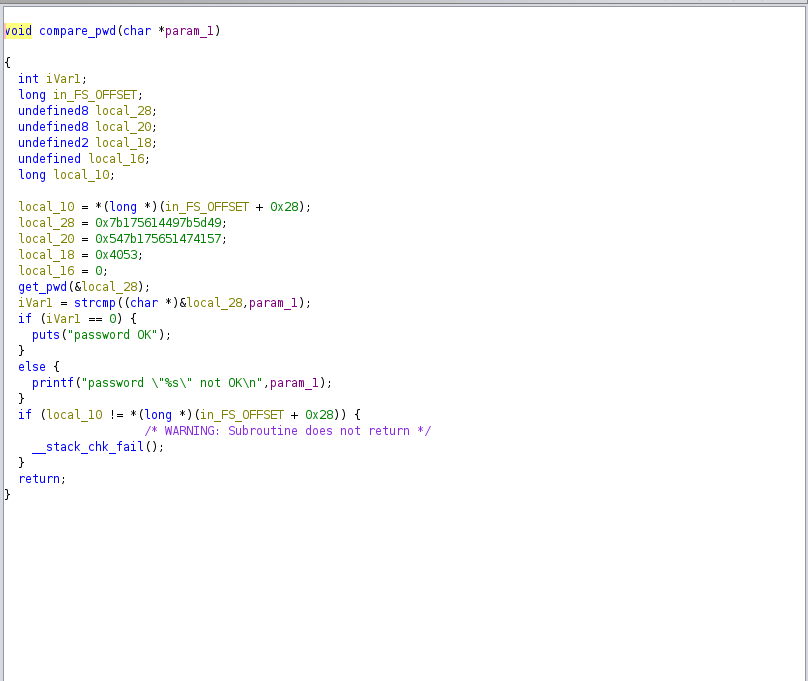 void compare_pwd(char *param_1)
{
int iVar1;
long in_FS_OFFSET;
undefined8 local_28;
undefined8 local_20;
undefined2 local_18;
undefined local_16;
long local_10;
local_10 = *(long *)(in_FS_OFFSET + 0x28);
local_28 = 0x7b175614497b5d49;
local_20 = 0x547b175651474157;
local_18 = 0x4053;
local_16 = 0;
get_pwd(&local_28);
iVar1 = strcmp((char *)&local_28,param_1);
if (iVar1 == 0) {
puts("password OK");
}
else {
printf("password \"%s\" not OK\n",param_1);
}
if (local_10 != *(long *)(in_FS_OFFSET + 0x28)) {
/* WARNING: Subroutine does not return */
__stack_chk_fail();
}
return;
}